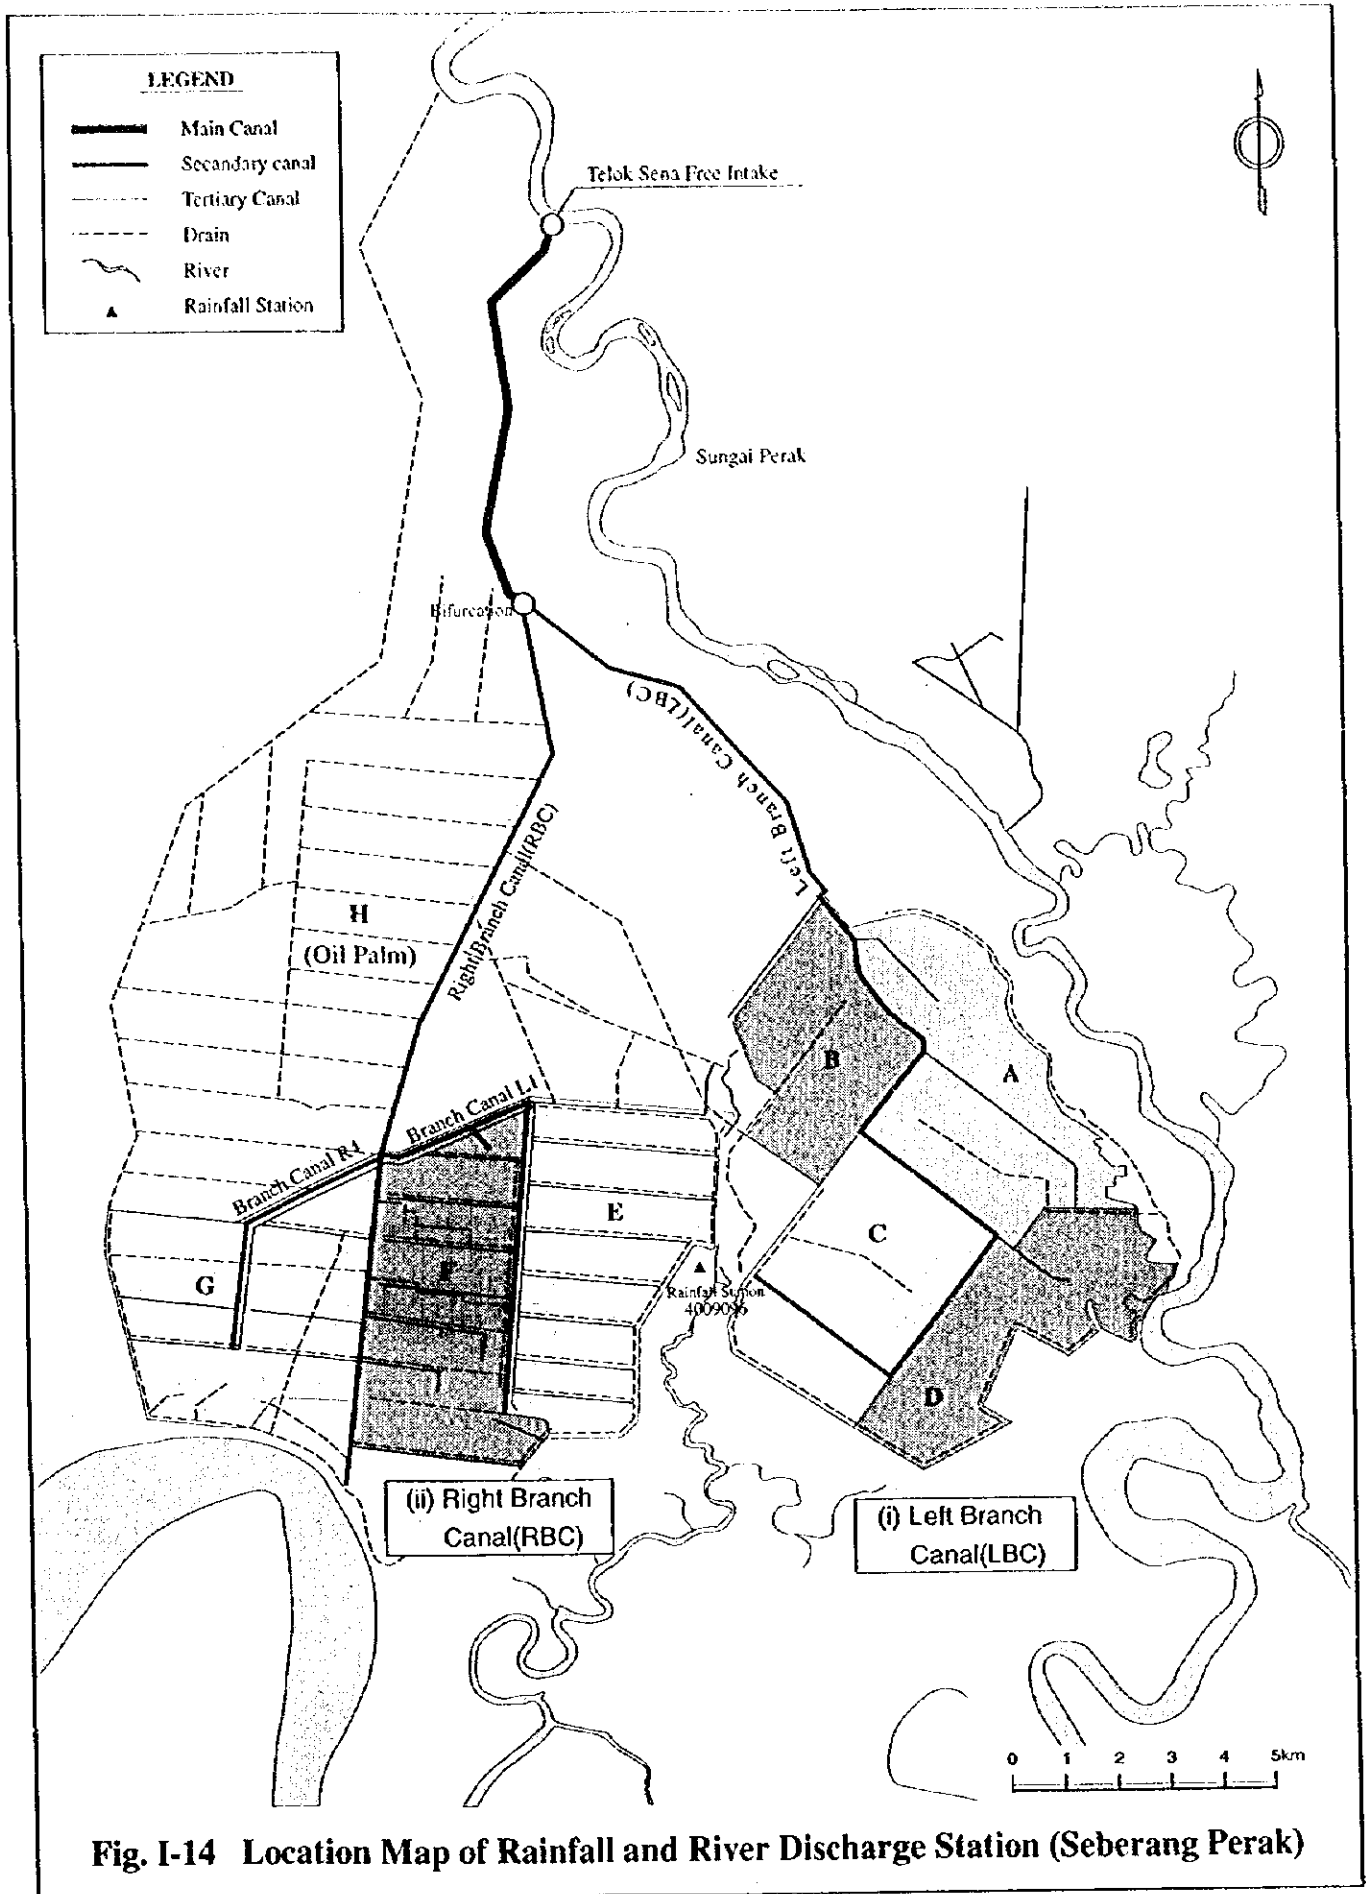 LEGEND
Main Canal
Secandary canal
Tertiary Canal
Drain
River
Rainfall Station
Telok Sena Free Intake
Sungai Perak
Bifurcation
Left Branch Canal(LBC)
Right Branch Canal(RBC)
H
(Oil Palm)
B
A
Branch Canal L1
Branch Canal R1
E
C
F
G
Rainfall Station
4009096
D
(ii) Right Branch
Canal(RBC)
(i) Left Branch
Canal(LBC)
0 1 2 3 4 5km
Fig. I-14 Location Map of Rainfall and River Discharge Station (Seberang Perak)